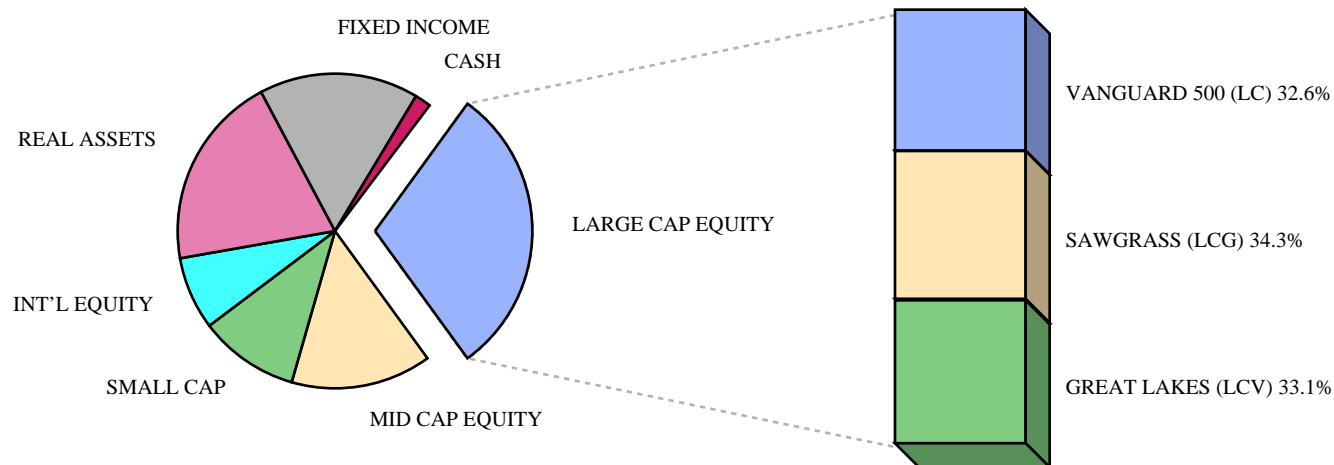 FIXED INCOME
CASH
REAL ASSETS
INT'L EQUITY
SMALL CAP
MID CAP EQUITY
LARGE CAP EQUITY
VANGUARD 500 (LC) 32.6%
SAWGRASS (LCG) 34.3%
GREAT LAKES (LCV) 33.1%